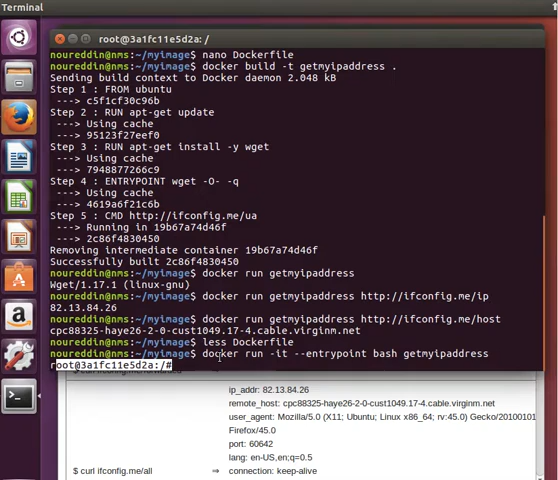 Terminal
root@3a1fc11e5d2a: /
noureddin@nms:~/myimage$ nano Dockerfile
noureddin@nms:~/myimage$ docker build -t getmyipaddress .
Sending build context to Docker daemon 2.048 kB
Step 1 : FROM ubuntu
---> c5f1cf30c96b
Step 2 : RUN apt-get update
---> Using cache
---> 95123f27eef0
Step 3 : RUN apt-get install -y wget
---> Using cache
---> 7948877266c9
Step 4 : ENTRYPOINT wget -O- -q
---> Using cache
---> 4619a6f21c6b
Step 5 : CMD http://ifconfig.me/ua
---> Running in 19b67a74d46f
---> 2c86f4830450
Removing intermediate container 19b67a74d46f
Successfully built 2c86f4830450
noureddin@nms:~/myimage$ docker run getmyipaddress
Wget/1.17.1 (linux-gnu)
noureddin@nms:~/myimage$ docker run getmyipaddress http://ifconfig.me/ip
82.13.84.26
noureddin@nms:~/myimage$ docker run getmyipaddress http://ifconfig.me/host
cpc88325-haye26-2-0-cust1049.17-4.cable.virginm.net
noureddin@nms:~/myimage$ less Dockerfile
noureddin@nms:~/myimage$ docker run -it --entrypoint bash getmyipaddress
root@3a1fc11e5d2a:/#
ip_addr: 82.13.84.26
remote_host: cpc88325-haye26-2-0-cust1049.17-4.cable.virginm.net
user_agent: Mozilla/5.0 (X11; Ubuntu; Linux x86_64; rv:45.0) Gecko/20100101
Firefox/45.0
port: 60642
lang: en-US,en;q=0.5
$ curl ifconfig.me/all ⇒ connection: keep-alive